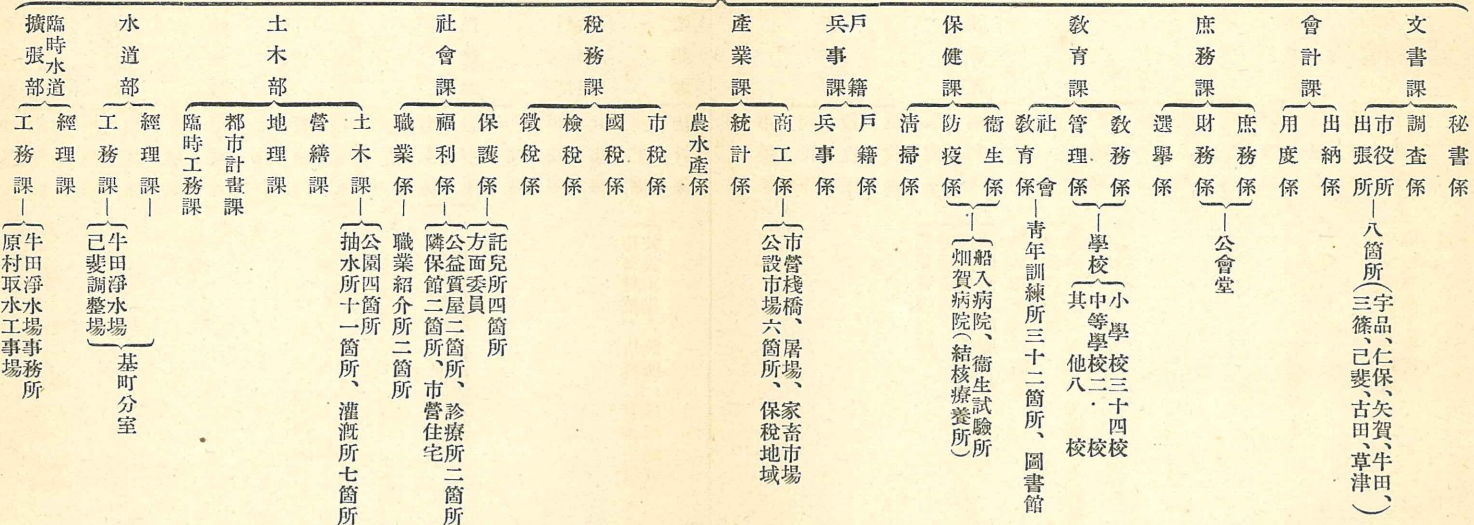 文書課
秘書係
調査係
市役所出張所
八箇所(宇品、仁保、矢賀、牛田、三篠、己斐、古田、草津)
會計課
出納係
用度係
庶務課
庶務係
財務係
公會堂
選擧係
教育課
教務係
管理係
學校
小學校三十四校
中等學校二校
其他八校
社會教育係
青年訓練所三十二箇所、圖書館
保健課
衞生係
防疫係
船入病院、衞生試驗所
畑賀病院(結核療養所)
清掃係
戶籍兵事課
戶籍係
兵事係
產業課
商工係
市營棧橋、屠場、家畜市場
公設市場六箇所、保稅地域
統計係
農水產係
稅務課
市稅係
國稅係
檢稅係
徵稅係
社會課
保護係
託兒所四箇所
方面委員
福利係
公益質屋二箇所、診療所二箇所
隣保館二箇所、市營住宅
職業係
職業紹介所二箇所
土木部
土木課
公園四箇所
抽水所十一箇所、灌漑所七箇所
營繕課
地理課
都市計畫課
臨時工務課
水道部
經理課
工務課
牛田淨水場
己斐調整場
基町分室
臨時水道擴張部
經理課
工務課
牛田淨水場事務所
原村取水工事場